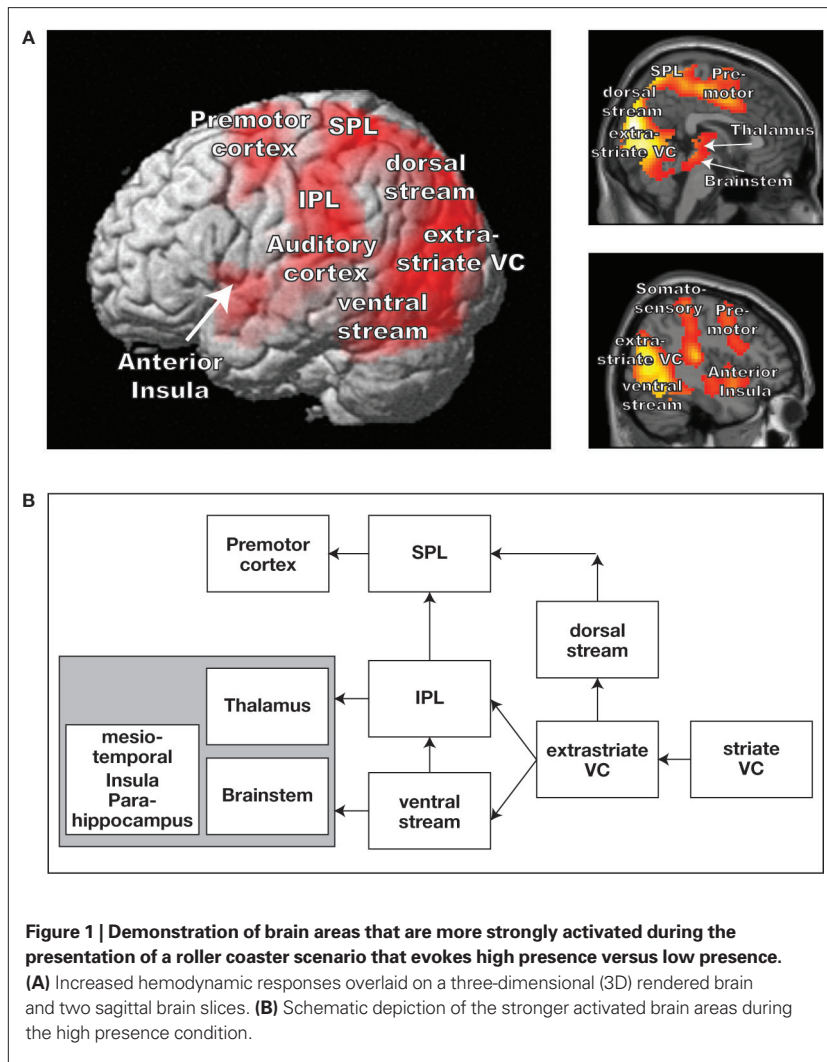 A
Premotor
cortex
SPL
dorsal
stream
IPL
Auditory
cortex
extra-
striate VC
ventral
stream
Anterior
Insula
SPL
Pre-
motor
dorsal
stream
extra-
striate VC
Thalamus
Brainstem
Somato-
sensory
Pre-
motor
extra-
striate VC
ventral
stream
Anterior
Insula
B
Premotor
cortex
SPL
dorsal
stream
Thalamus
IPL
mesio-
temporal
Insula
Para-
hippocampus
Brainstem
ventral
stream
extrastriate
VC
striate
VC
Figure 1 | Demonstration of brain areas that are more strongly activated during the
presentation of a roller coaster scenario that evokes high presence versus low presence.
(A) Increased hemodynamic responses overlaid on a three-dimensional (3D) rendered brain
and two sagittal brain slices. (B) Schematic depiction of the stronger activated brain areas during
the high presence condition.